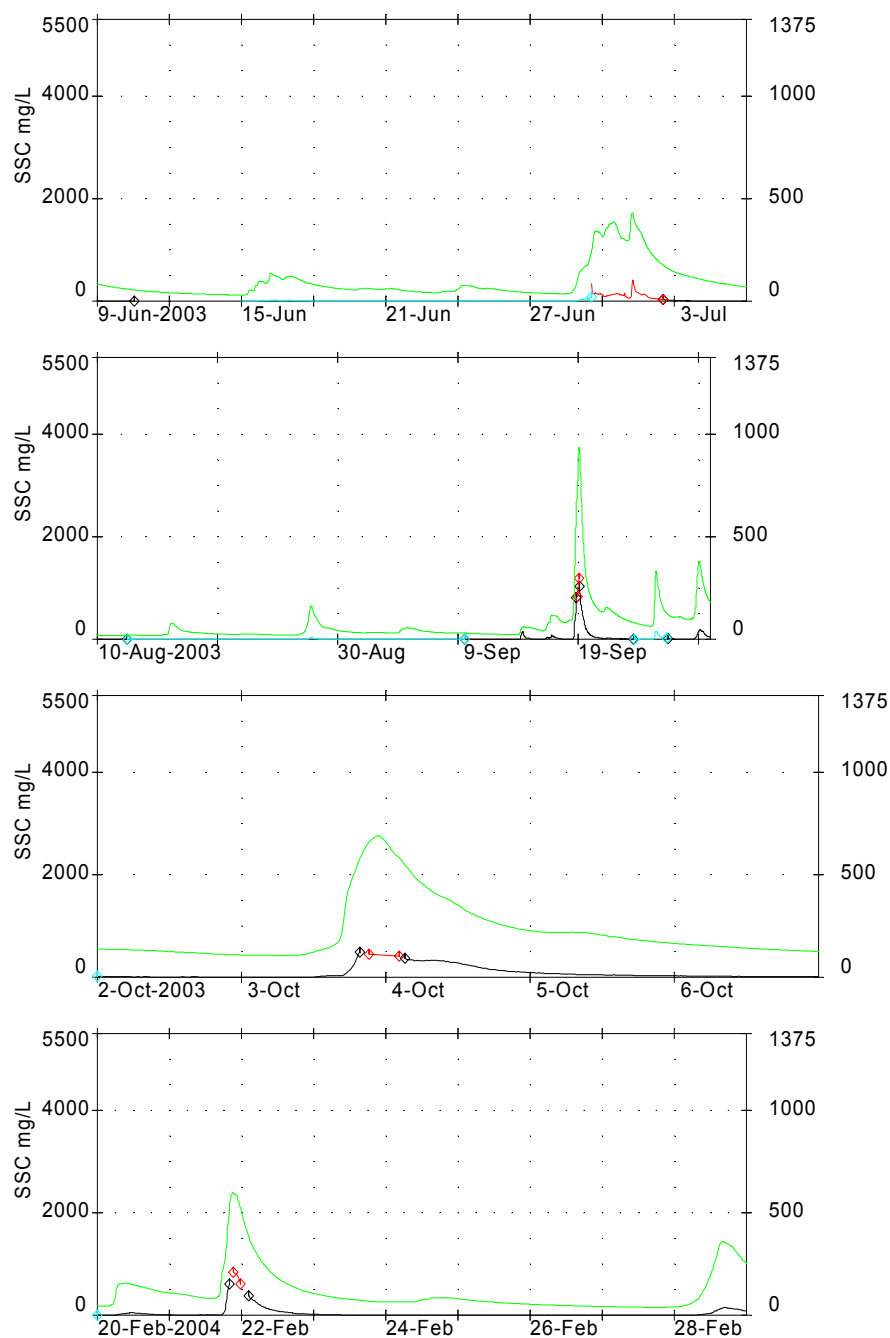 5500 1375
4000 1000
SSC mg/L
2000 500
0 0
9-Jun-2003 15-Jun 21-Jun 27-Jun 3-Jul
5500 1375
4000 1000
SSC mg/L
2000 500
0 0
10-Aug-2003 30-Aug 9-Sep 19-Sep
5500 1375
4000 1000
SSC mg/L
2000 500
0 0
2-Oct-2003 3-Oct 4-Oct 5-Oct 6-Oct
5500 1375
4000 1000
SSC mg/L
2000 500
0 0
20-Feb-2004 22-Feb 24-Feb 26-Feb 28-Feb